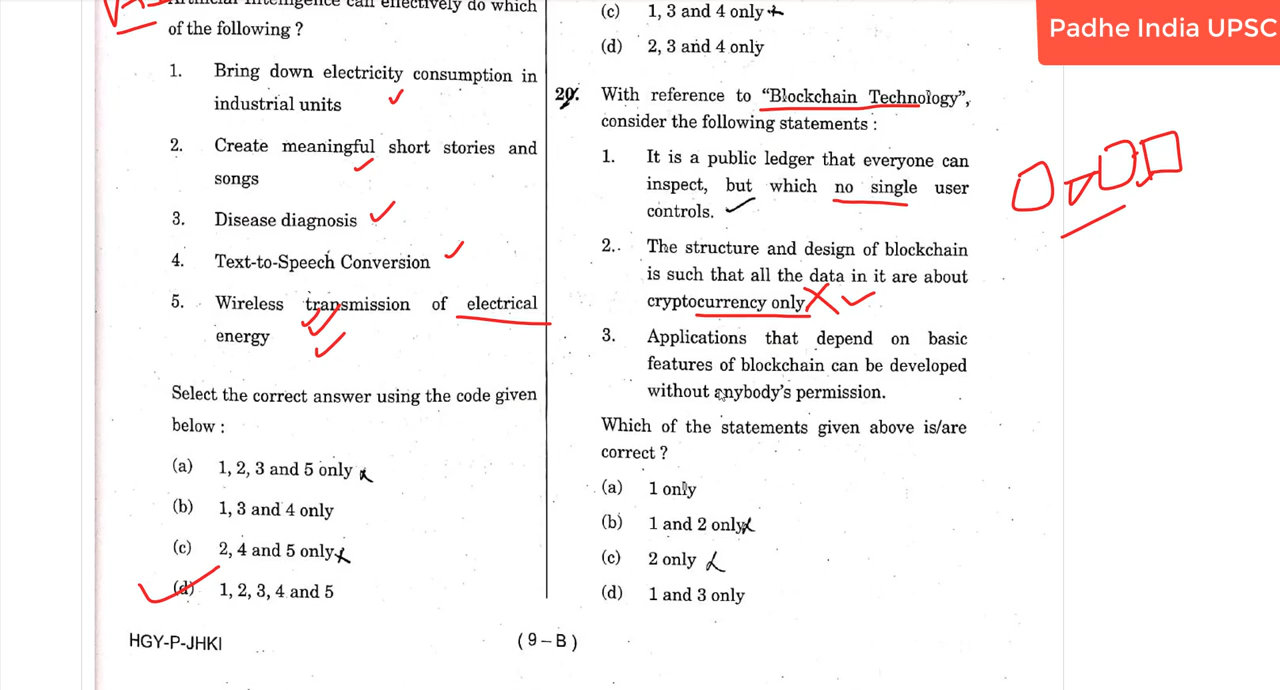 Padhe India UPSC
Artificial Intelligence can effectively do which
of the following ?
1. Bring down electricity consumption in
industrial units
2. Create meaningful short stories and
songs
3. Disease diagnosis
4. Text-to-Speech Conversion
5. Wireless transmission of electrical
energy
Select the correct answer using the code given
below :
(a) 1, 2, 3 and 5 only
(b) 1, 3 and 4 only
(c) 2, 4 and 5 only
(d) 1, 2, 3, 4 and 5
(c) 1, 3 and 4 only
(d) 2, 3 and 4 only
20. With reference to “Blockchain Technology”,
consider the following statements :
1. It is a public ledger that everyone can
inspect, but which no single user
controls.
2. The structure and design of blockchain
is such that all the data in it are about
cryptocurrency only.
3. Applications that depend on basic
features of blockchain can be developed
without anybody’s permission.
Which of the statements given above is/are
correct ?
(a) 1 only
(b) 1 and 2 only
(c) 2 only
(d) 1 and 3 only
HGY-P-JHKI
( 9 – B )